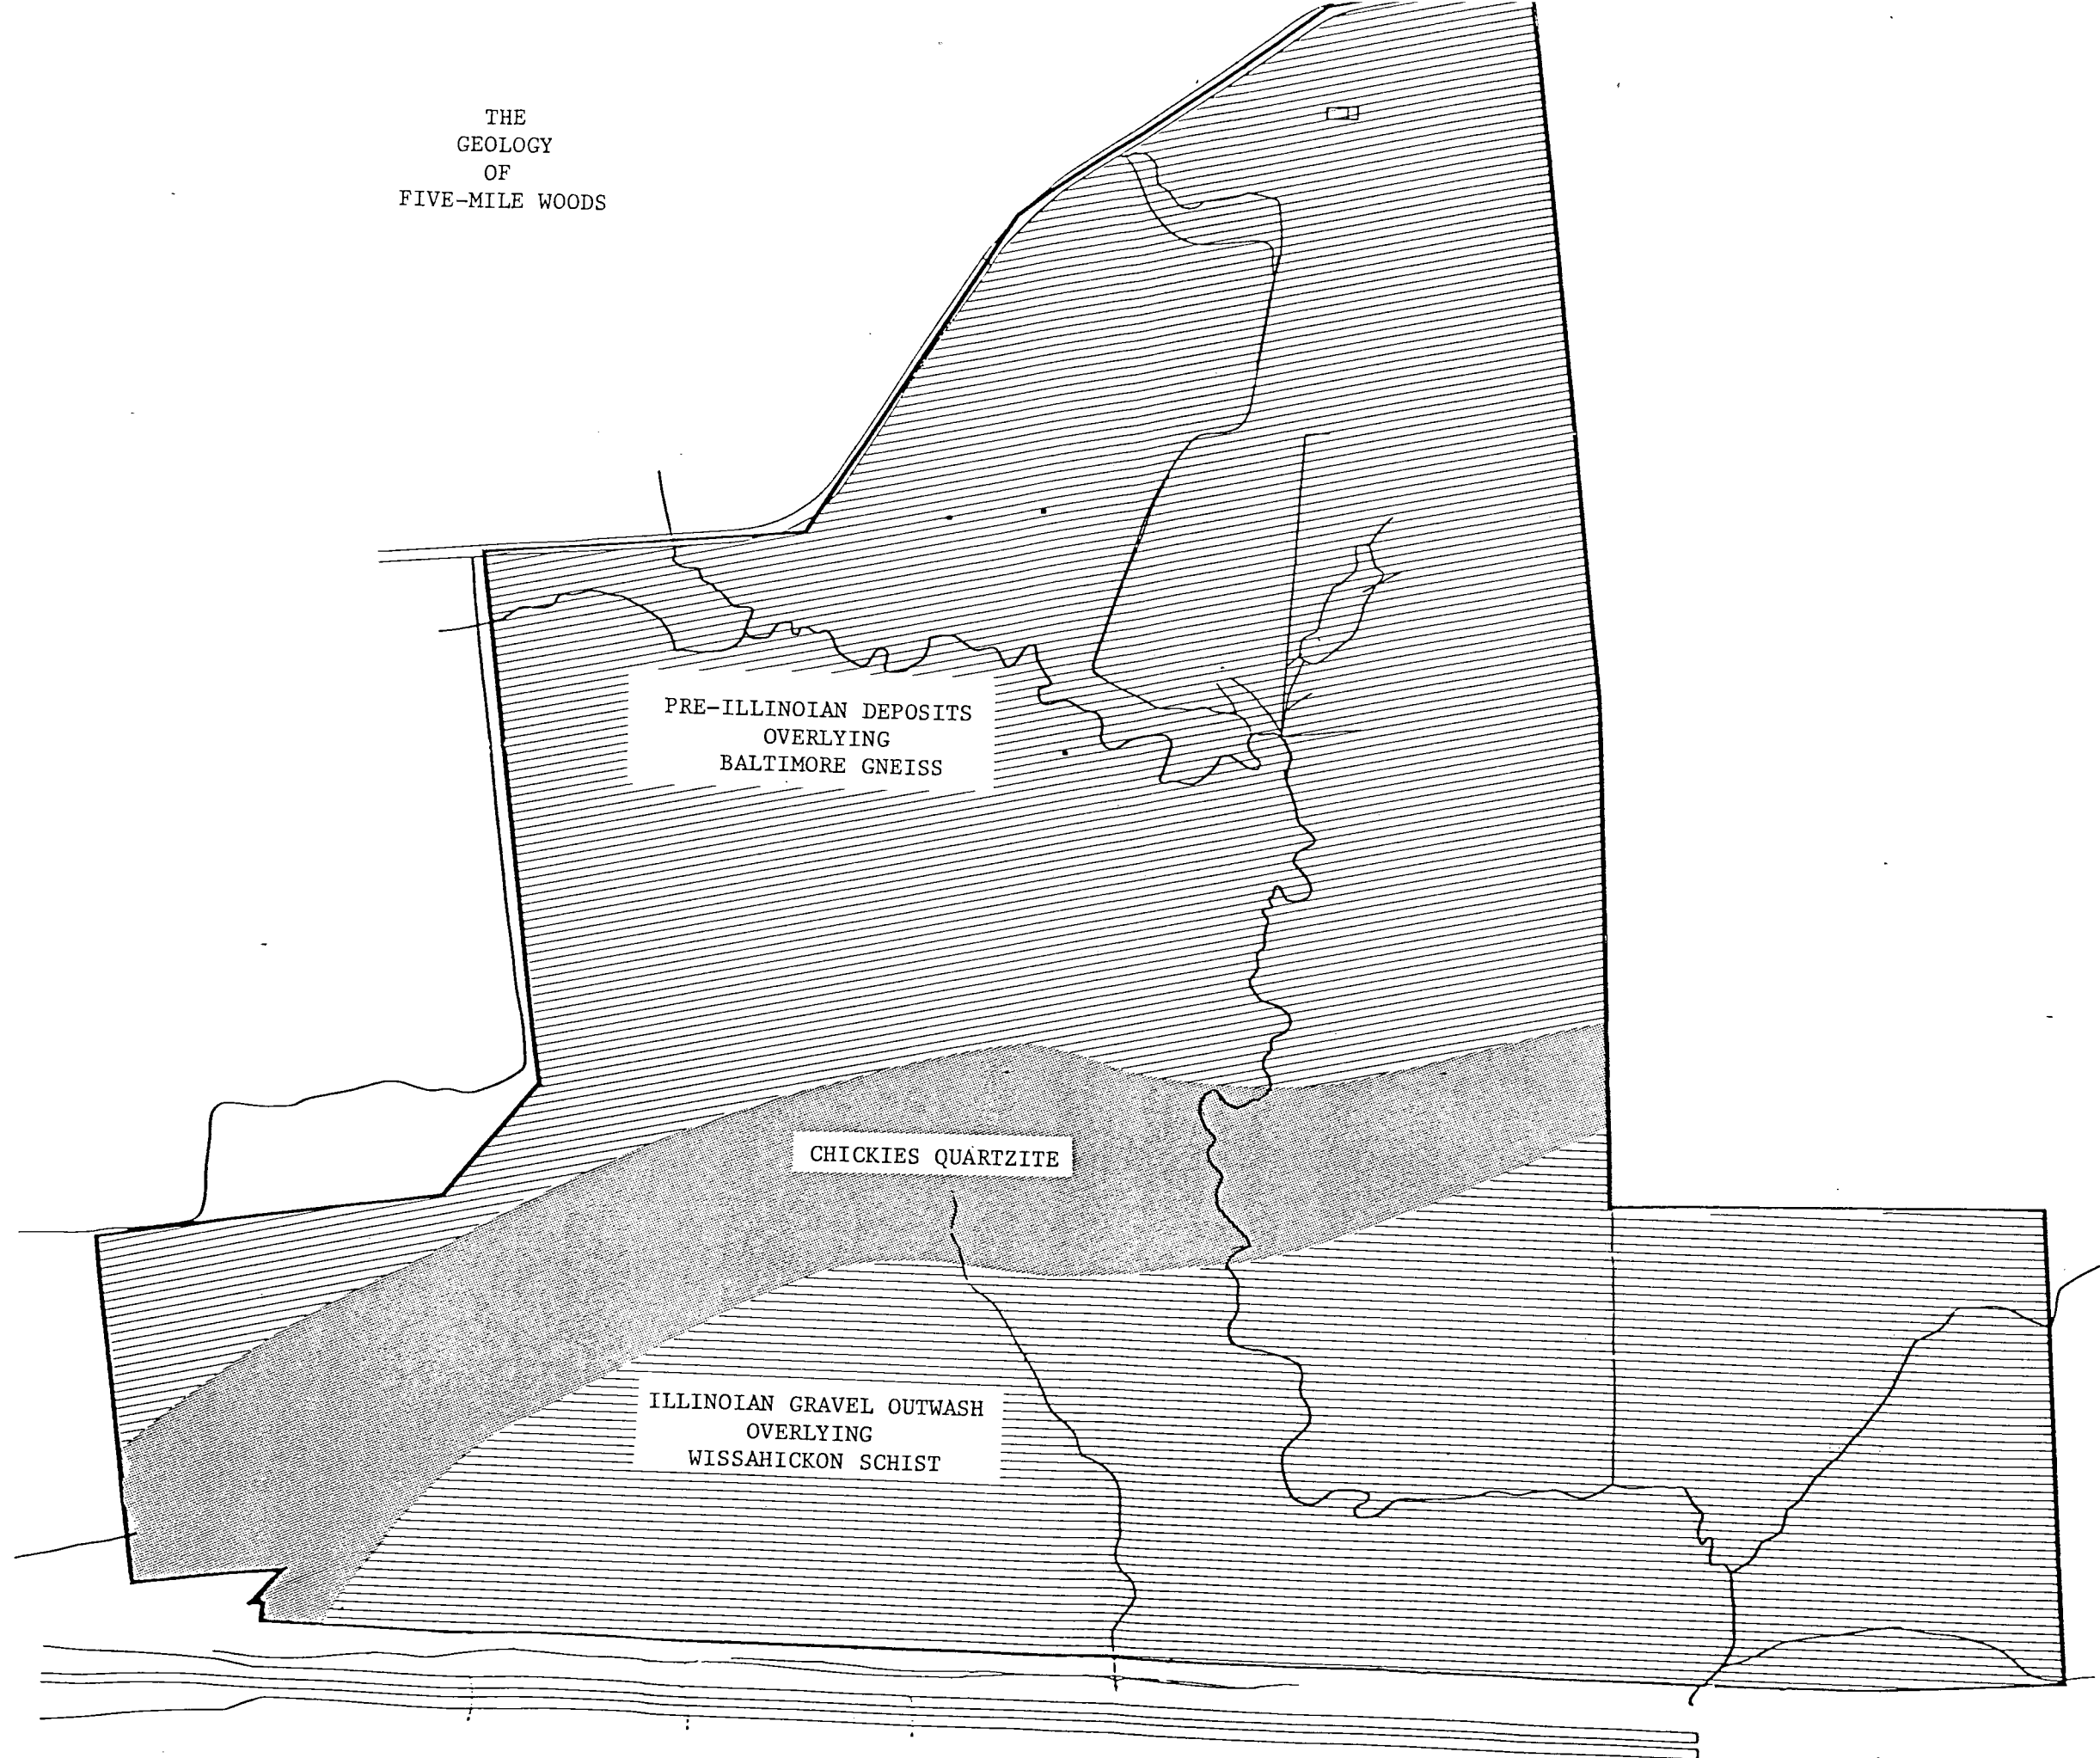 THE
GEOLOGY
OF
FIVE-MILE WOODS
PRE-ILLINOIAN DEPOSITS
OVERLYING
BALTIMORE GNEISS
CHICKIES QUARTZITE
ILLINOIAN GRAVEL OUTWASH
OVERLYING
WISSAHICKON SCHIST